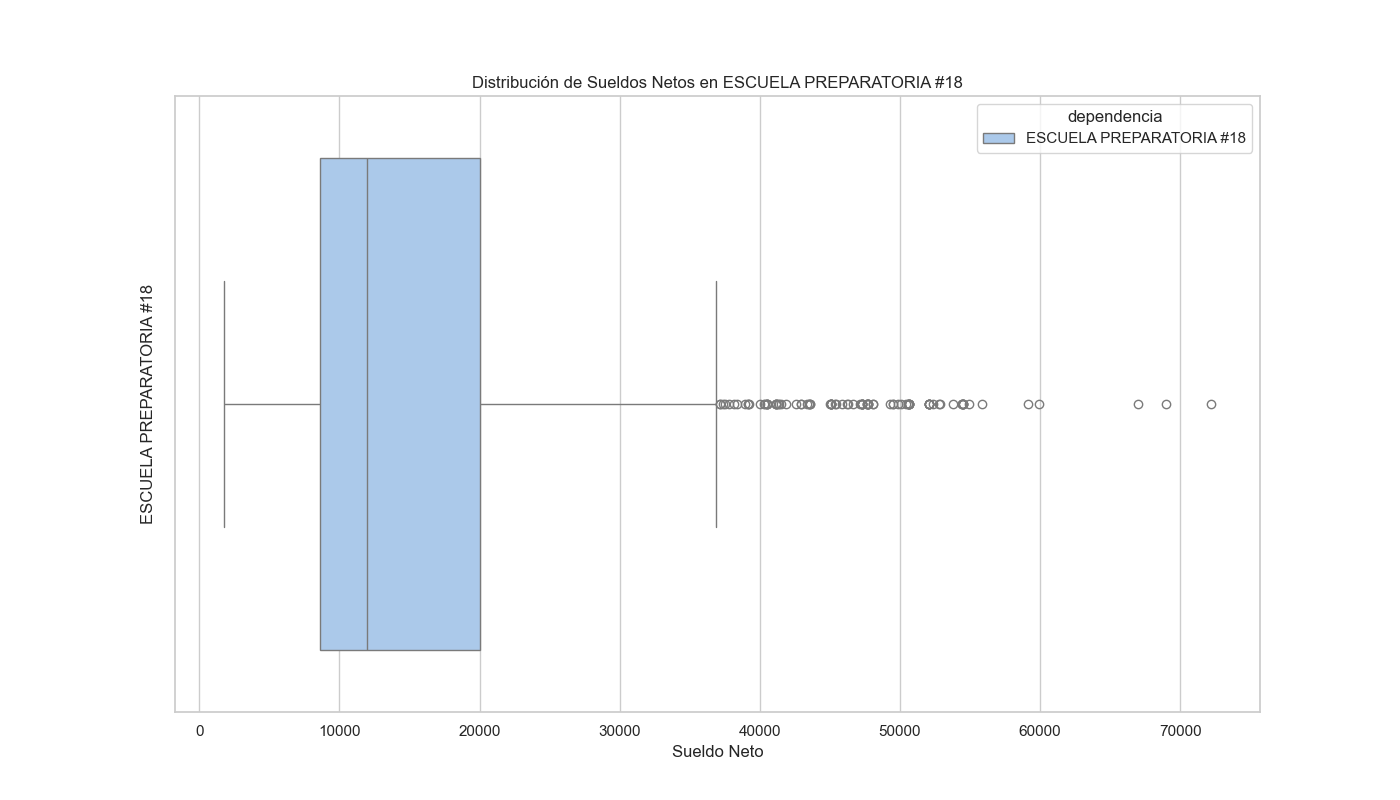 Distribución de Sueldos Netos en ESCUELA PREPARATORIA #18
dependencia
ESCUELA PREPARATORIA #18
ESCUELA PREPARATORIA #18
0 10000 20000 30000 40000 50000 60000 70000
Sueldo Neto